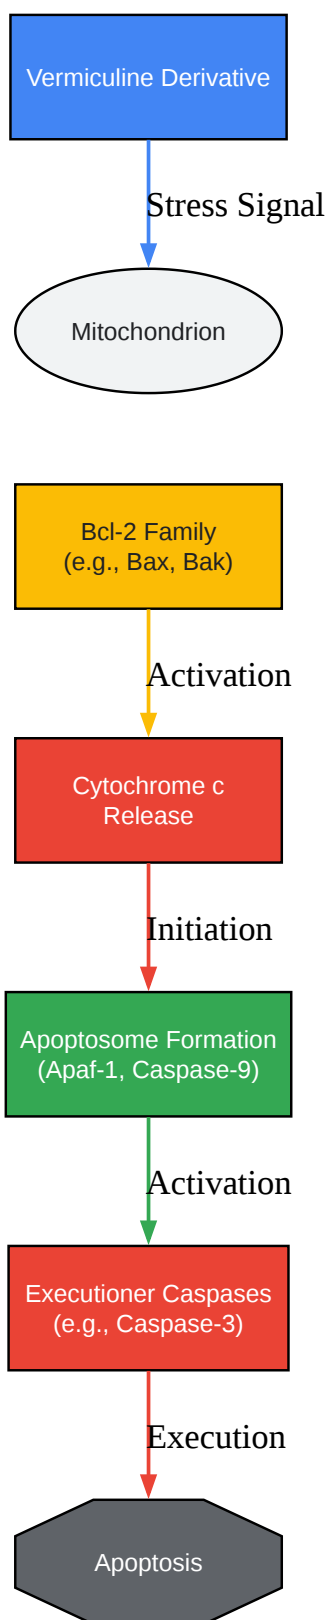 Vermiculine Derivative
Stress Signal
Mitochondrion
Bcl-2 Family
(e.g., Bax, Bak)
Activation
Cytochrome c
Release
Initiation
Apoptosome Formation
(Apaf-1, Caspase-9)
Activation
Executioner Caspases
(e.g., Caspase-3)
Execution
Apoptosis